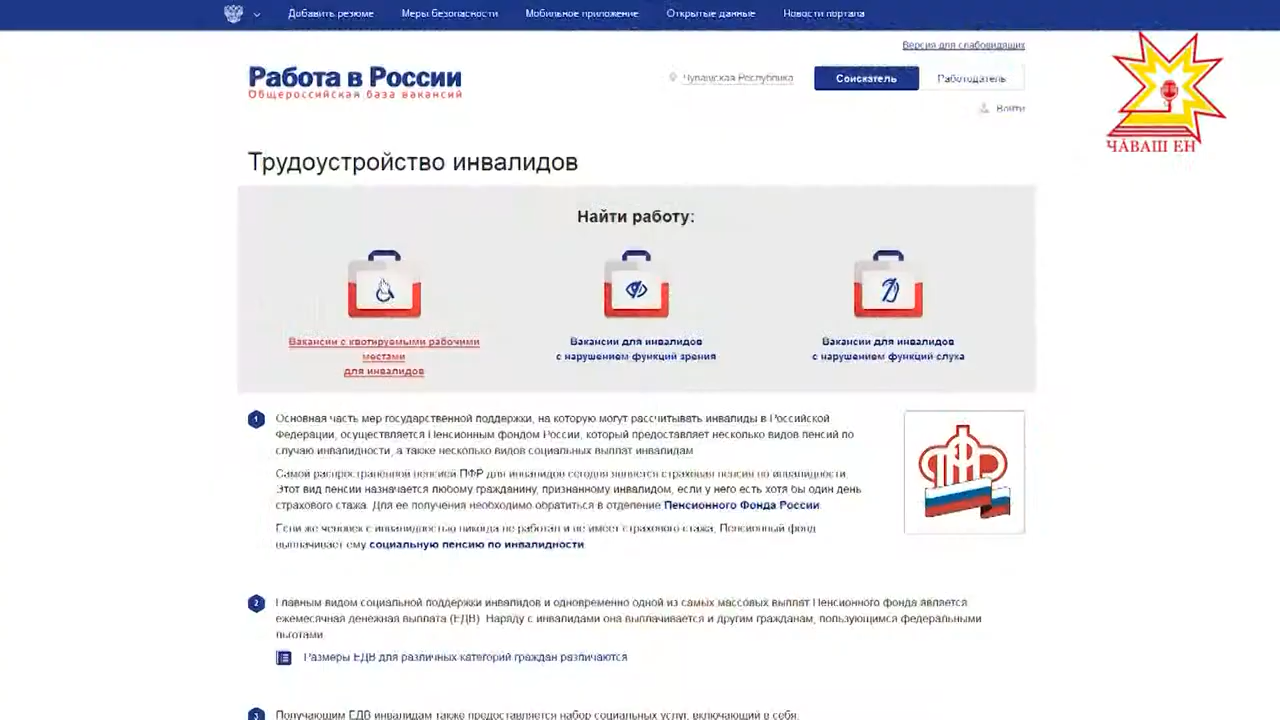 Добавить резюме Меры безопасности Мобильное приложение Открытые данные Новости портала
Версия для слабовидящих
Работа в России
Общероссийская база вакансий
Чувашская Республика
Соискатель
Работодатель
Войти
ЧӐВАШ ЕН
Трудоустройство инвалидов
Найти работу:
Вакансии с квотируемыми рабочими
местами
для инвалидов
Вакансии для инвалидов
с нарушением функций зрения
Вакансии для инвалидов
с нарушением функций слуха
1
Основная часть мер государственной поддержки, на которую могут рассчитывать инвалиды в Российской
Федерации, осуществляется Пенсионным фондом России, который предоставляет несколько видов пенсий по
случаю инвалидности, а также несколько видов социальных выплат инвалидам
Самой распространенной пенсией ПФР для инвалидов сегодня является страховая пенсия по инвалидности.
Этот вид пенсии назначается любому гражданину, признанному инвалидом, если у него есть хотя бы один день
страхового стажа. Для ее получения необходимо обратиться в отделение Пенсионного Фонда России
Если же человек с инвалидностью никогда не работал и не имеет страхового стажа, Пенсионный фонд
выплачивает ему социальную пенсию по инвалидности
2
Главным видом социальной поддержки инвалидов и одновременно одной из самых массовых выплат Пенсионного фонда является
ежемесячная денежная выплата (ЕДВ). Наряду с инвалидами она выплачивается и другим гражданам, пользующимся федеральными
льготами
Размеры ЕДВ для различных категорий граждан различаются
3
Получающим ЕДВ инвалидам также предоставляется набор социальных услуг, включающий в себя: